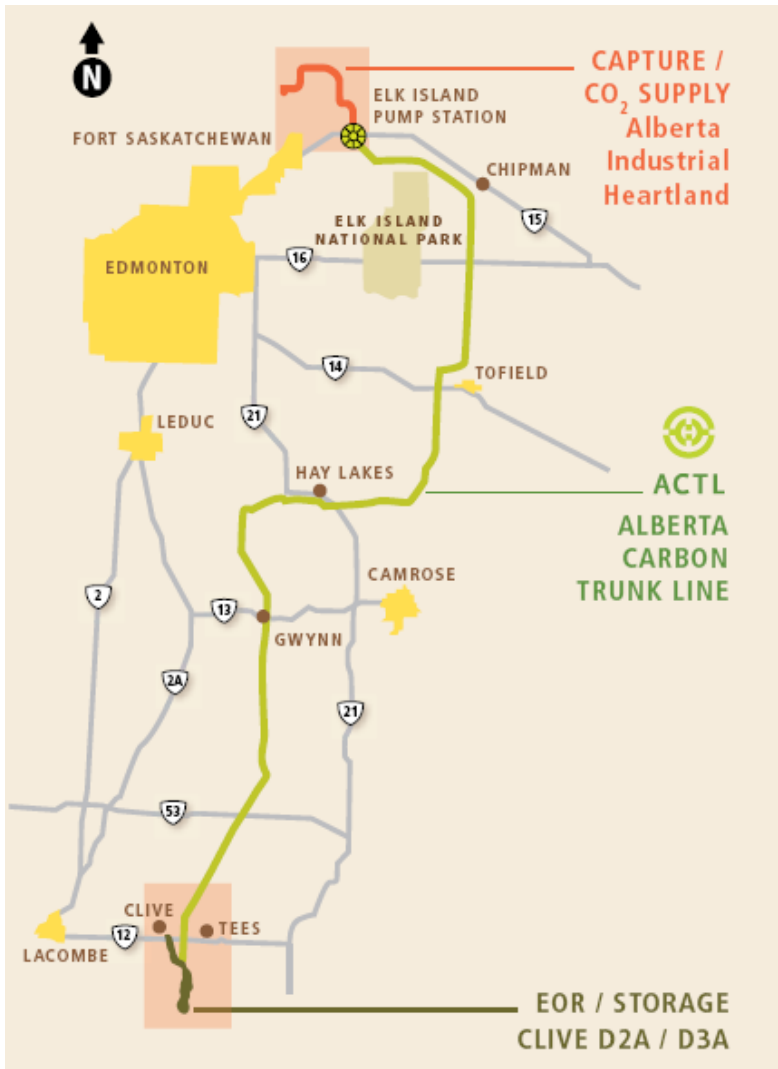 N
CAPTURE /
CO2 SUPPLY
Alberta
Industrial
Heartland
ELK ISLAND
PUMP STATION
FORT SASKATCHEWAN
CHIPMAN
15
ELK ISLAND
NATIONAL PARK
16
EDMONTON
14
TOFIELD
21
LEDUC
HAY LAKES
ACTL
ALBERTA
CARBON
TRUNK LINE
CAMROSE
2
13
GWYNN
2A
21
53
CLIVE
TEES
12
LACOMBE
EOR / STORAGE
CLIVE D2A / D3A